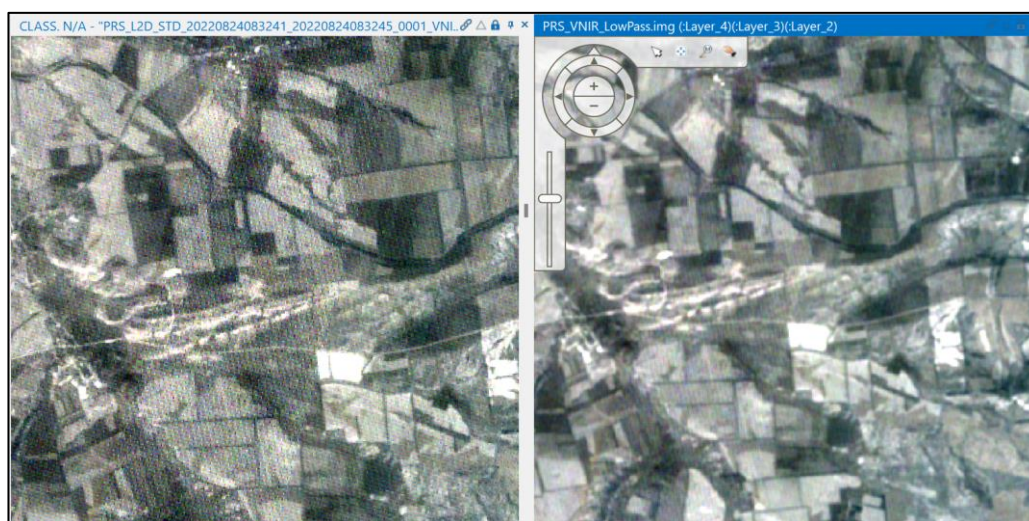 CLASS. N/A - "PRS_L2D_STD_20220824083241_20220824083245_0001_VNI...
PRS_VNIR_LowPass.img (:Layer_4)(:Layer_3)(:Layer_2)